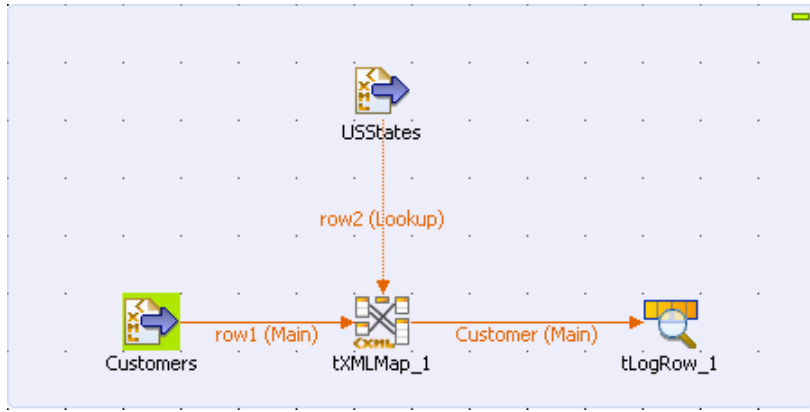 USStates
row2 (Lookup)
row1 (Main)
Customer (Main)
Customers
tXMLMap_1
tLogRow_1